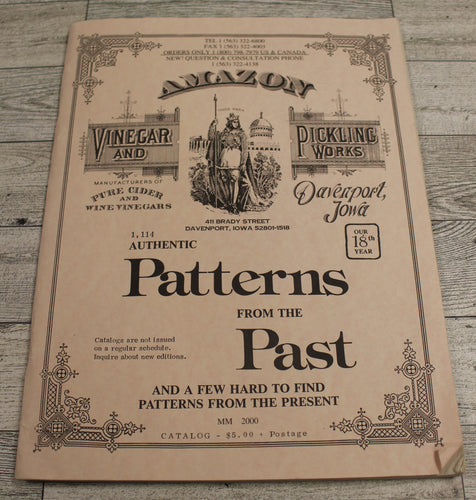 TEL 1 (563) 322-6800
FAX 1 (563) 322-4003
ORDERS ONLY 1 (800) 798-7979 US & CANADA
NEW! QUESTION & CONSULTATION PHONE
1 (563) 322-4138
AMAZON
VINEGAR
AND
PICKLING
WORKS
MANUFACTURERS OF
PURE CIDER
AND
WINE VINEGARS
Davenport,
Iowa
411 BRADY STREET
DAVENPORT, IOWA 52801-1518
1,114
AUTHENTIC
OUR
18th
YEAR
Patterns
FROM THE
Past
Catalogs are not issued
on a regular schedule.
Inquire about new editions.
AND A FEW HARD TO FIND
PATTERNS FROM THE PRESENT
MM 2000
CATALOG - $5.00 + Postage